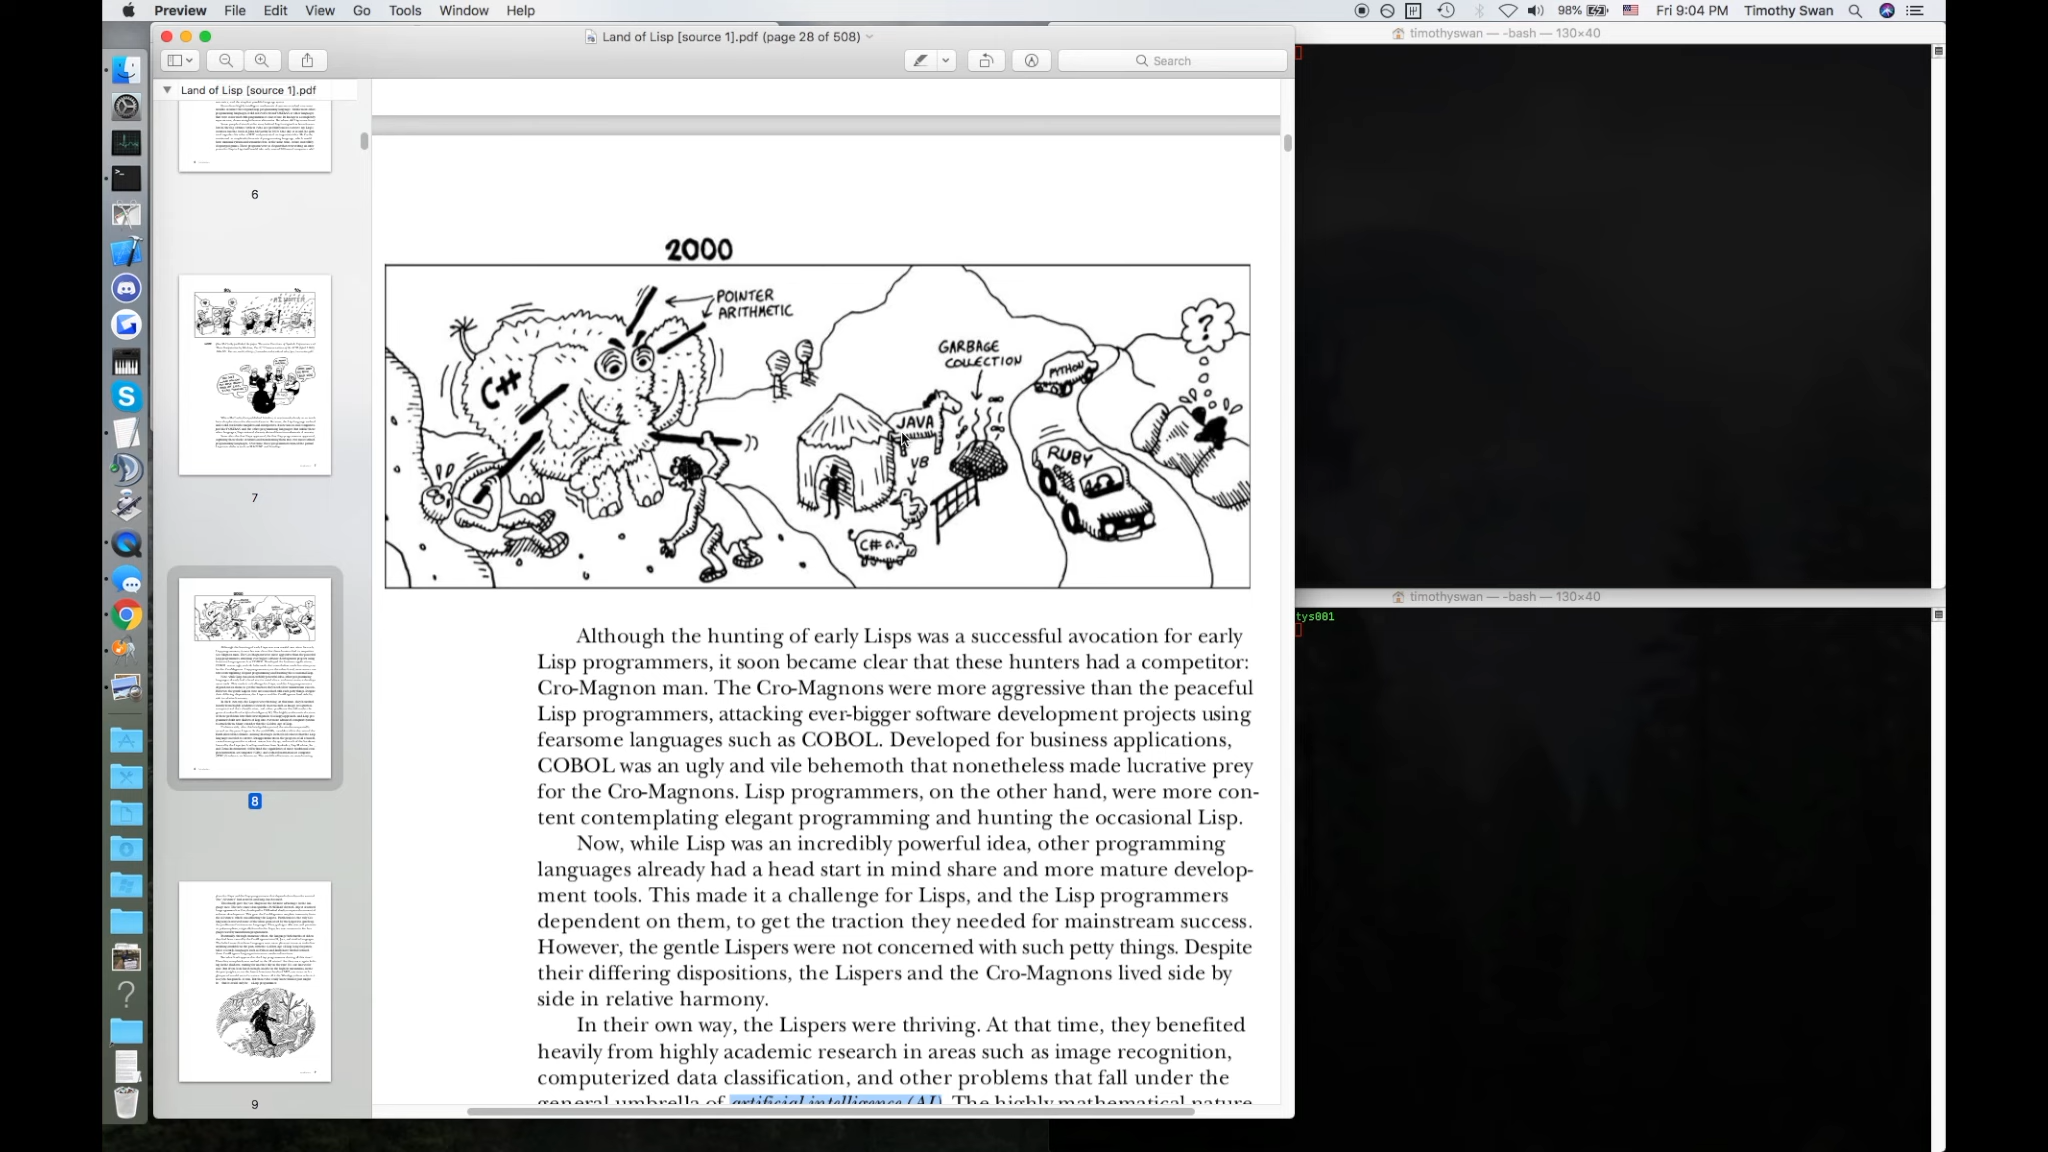 Preview File Edit View Go Tools Window Help
98% Fri 9:04 PM Timothy Swan
Land of Lisp [source 1].pdf (page 28 of 508)
Search
Land of Lisp [source 1].pdf
6
7
8
9
2000
POINTER
ARITHMETIC
C++
GARBAGE
COLLECTION
PYTHON
?
JAVA
VB
RUBY
C#
Although the hunting of early Lisps was a successful avocation for early
Lisp programmers, it soon became clear that these hunters had a competitor:
Cro-Magnon man. The Cro-Magnons were more aggressive than the peaceful
Lisp programmers, attacking ever-bigger software development projects using
fearsome languages such as COBOL. Developed for business applications,
COBOL was an ugly and vile behemoth that nonetheless made lucrative prey
for the Cro-Magnons. Lisp programmers, on the other hand, were more con-
tent contemplating elegant programming and hunting the occasional Lisp.
Now, while Lisp was an incredibly powerful idea, other programming
languages already had a head start in mind share and more mature develop-
ment tools. This made it a challenge for Lisps, and the Lisp programmers
dependent on them, to get the traction they needed for mainstream success.
However, the gentle Lispers were not concerned with such petty things. Despite
their differing dispositions, the Lispers and the Cro-Magnons lived side by
side in relative harmony.
In their own way, the Lispers were thriving. At that time, they benefited
heavily from highly academic research in areas such as image recognition,
computerized data classification, and other problems that fall under the
general umbrella of artificial intelligence (AI). The highly mathematical nature
timothyswan — -bash — 130×40
timothyswan — -bash — 130×40
tys001